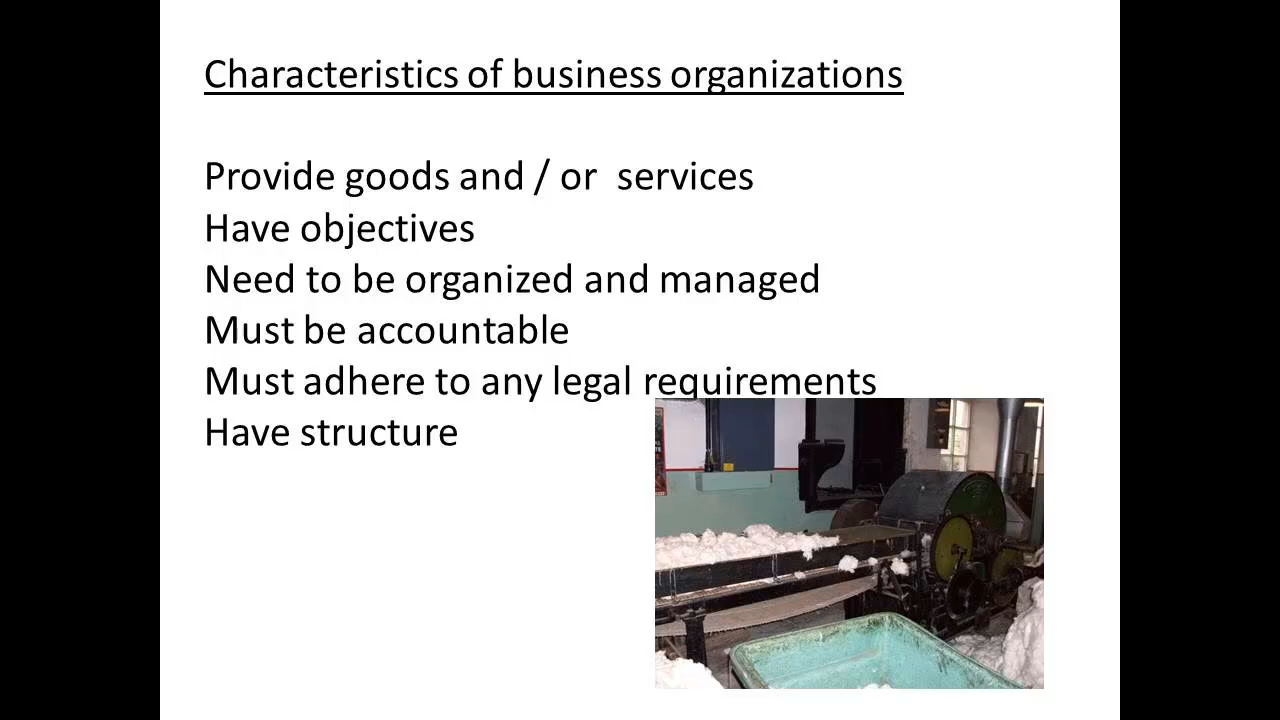 Characteristics of business organizations
Provide goods and / or  services
Have objectives
Need to be organized and managed
Must be accountable
Must adhere to any legal requirements
Have structure